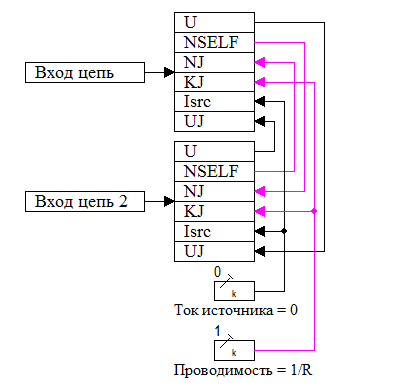 U
NSELF
NJ
KJ
Isrc
UJ
Вход цепь
U
NSELF
NJ
KJ
Isrc
UJ
Вход цепь 2
0
k
Ток источника = 0
1
k
Проводимость = 1/R